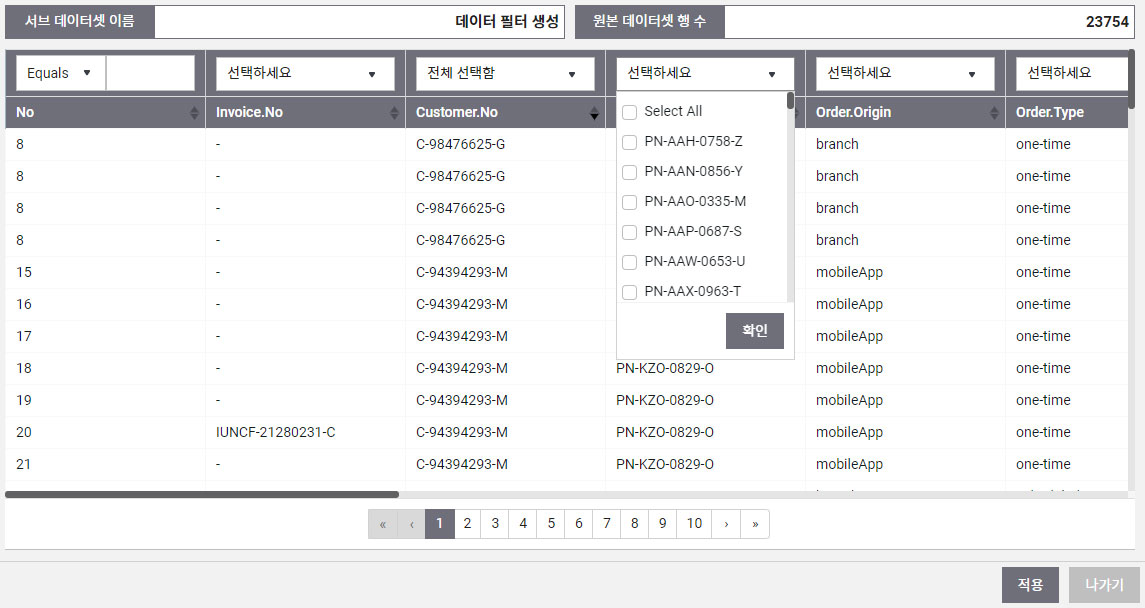 서브 데이터셋 이름 데이터 필터 생성 원본 데이터셋 행 수 23754
Equals 선택하세요 전체 선택함 선택하세요 선택하세요 선택하세요
No Invoice.No Customer.No Order.Origin Order.Type
Select All
PN-AAH-0758-Z
PN-AAN-0856-Y
PN-AAO-0335-M
PN-AAP-0687-S
PN-AAW-0653-U
PN-AAX-0963-T
확인
8 - C-98476625-G branch one-time
8 - C-98476625-G branch one-time
8 - C-98476625-G branch one-time
8 - C-98476625-G branch one-time
15 - C-94394293-M mobileApp one-time
16 - C-94394293-M mobileApp one-time
17 - C-94394293-M mobileApp one-time
18 - C-94394293-M PN-KZO-0829-O mobileApp one-time
19 - C-94394293-M PN-KZO-0829-O mobileApp one-time
20 IUNCF-21280231-C C-94394293-M PN-KZO-0829-O mobileApp one-time
21 - C-94394293-M PN-KZO-0829-O mobileApp one-time
« ‹ 1 2 3 4 5 6 7 8 9 10 › »
적용 나가기